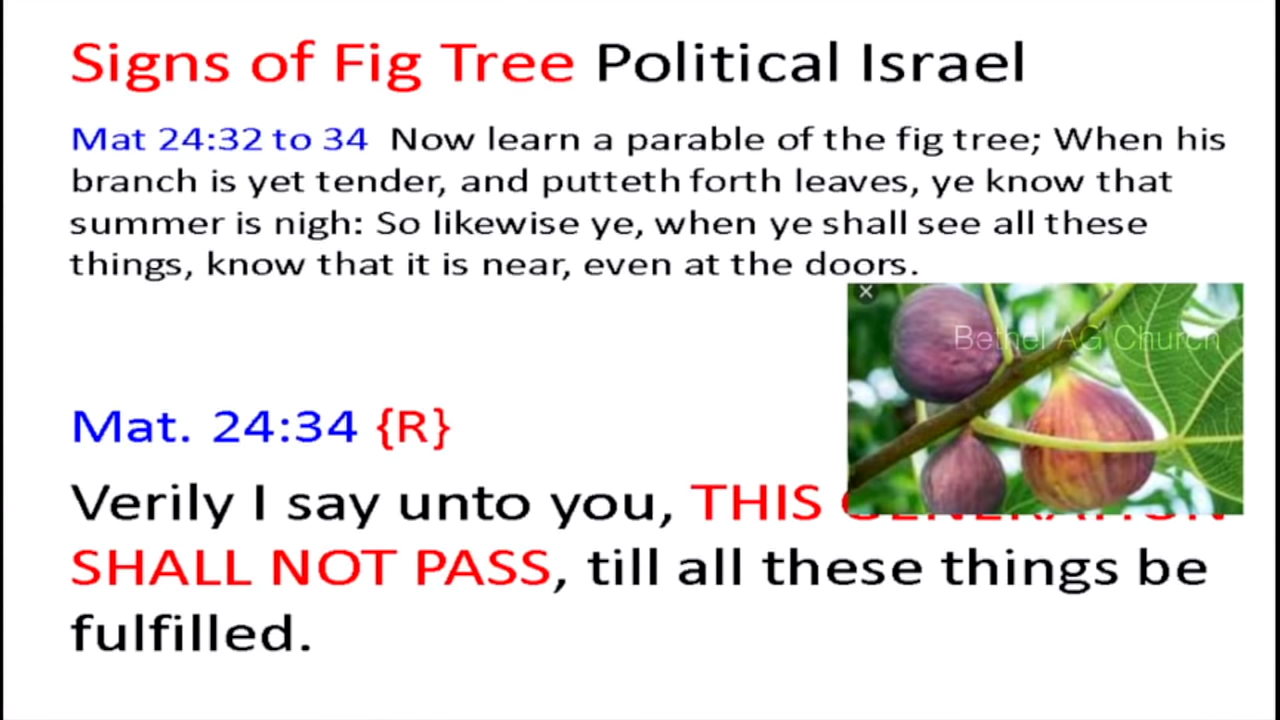 Signs of Fig Tree Political Israel
Mat 24:32 to 34 Now learn a parable of the fig tree; When his
branch is yet tender, and putteth forth leaves, ye know that
summer is nigh: So likewise ye, when ye shall see all these
things, know that it is near, even at the doors.
Bethel AG Church
Mat. 24:34 {R}
Verily I say unto you, THIS GENERATION
SHALL NOT PASS, till all these things be
fulfilled.